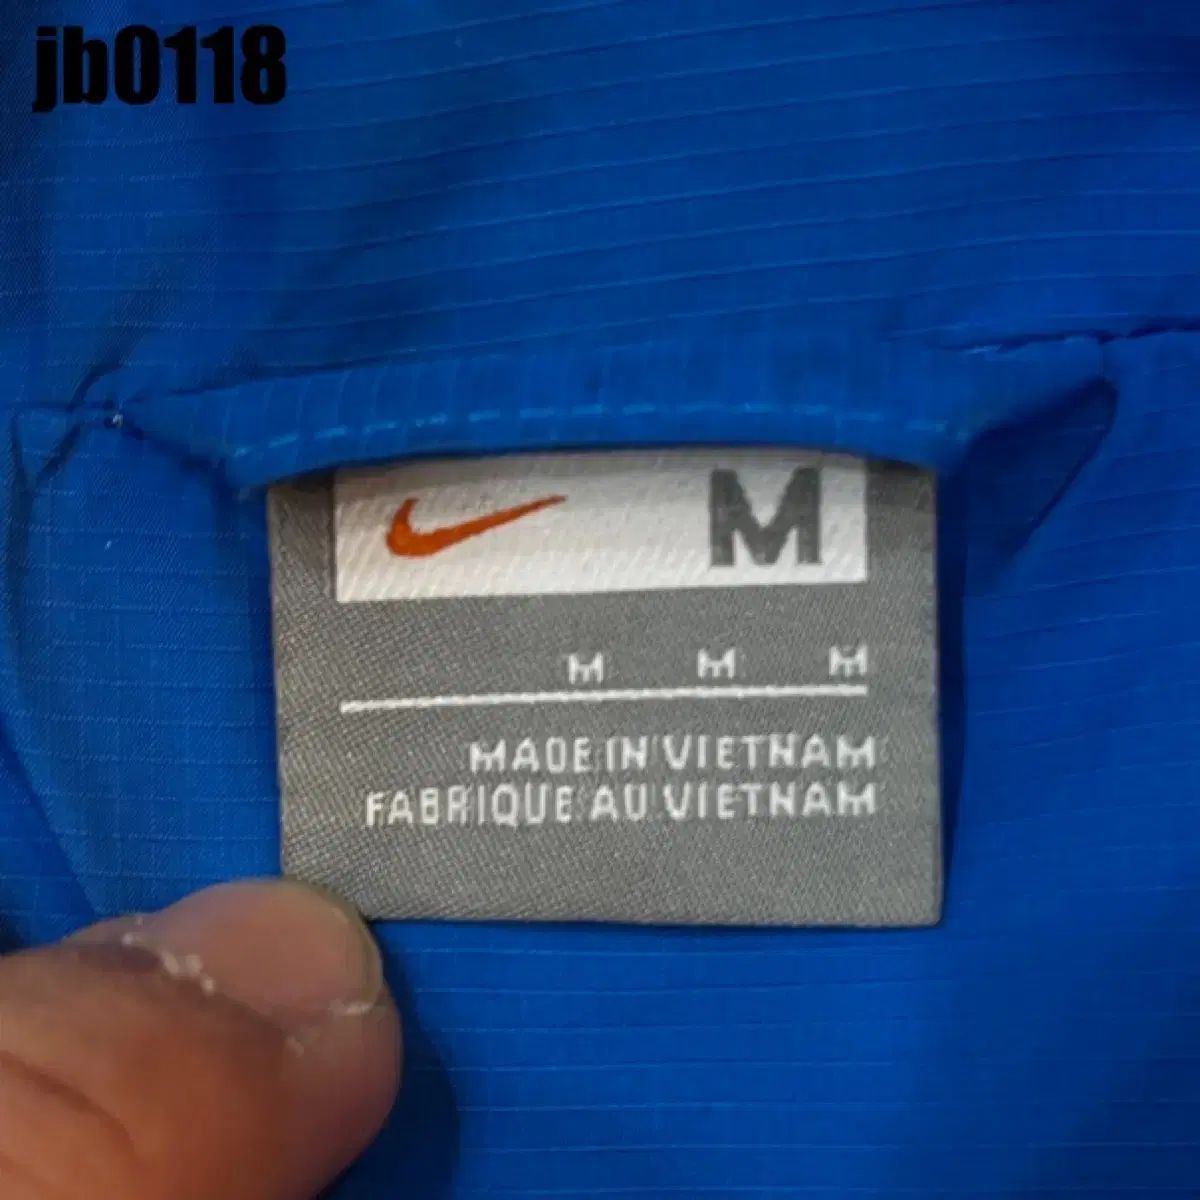 jb0118
M
M M M
MADE IN VIETNAM
FABRIQUE AU VIETNAM